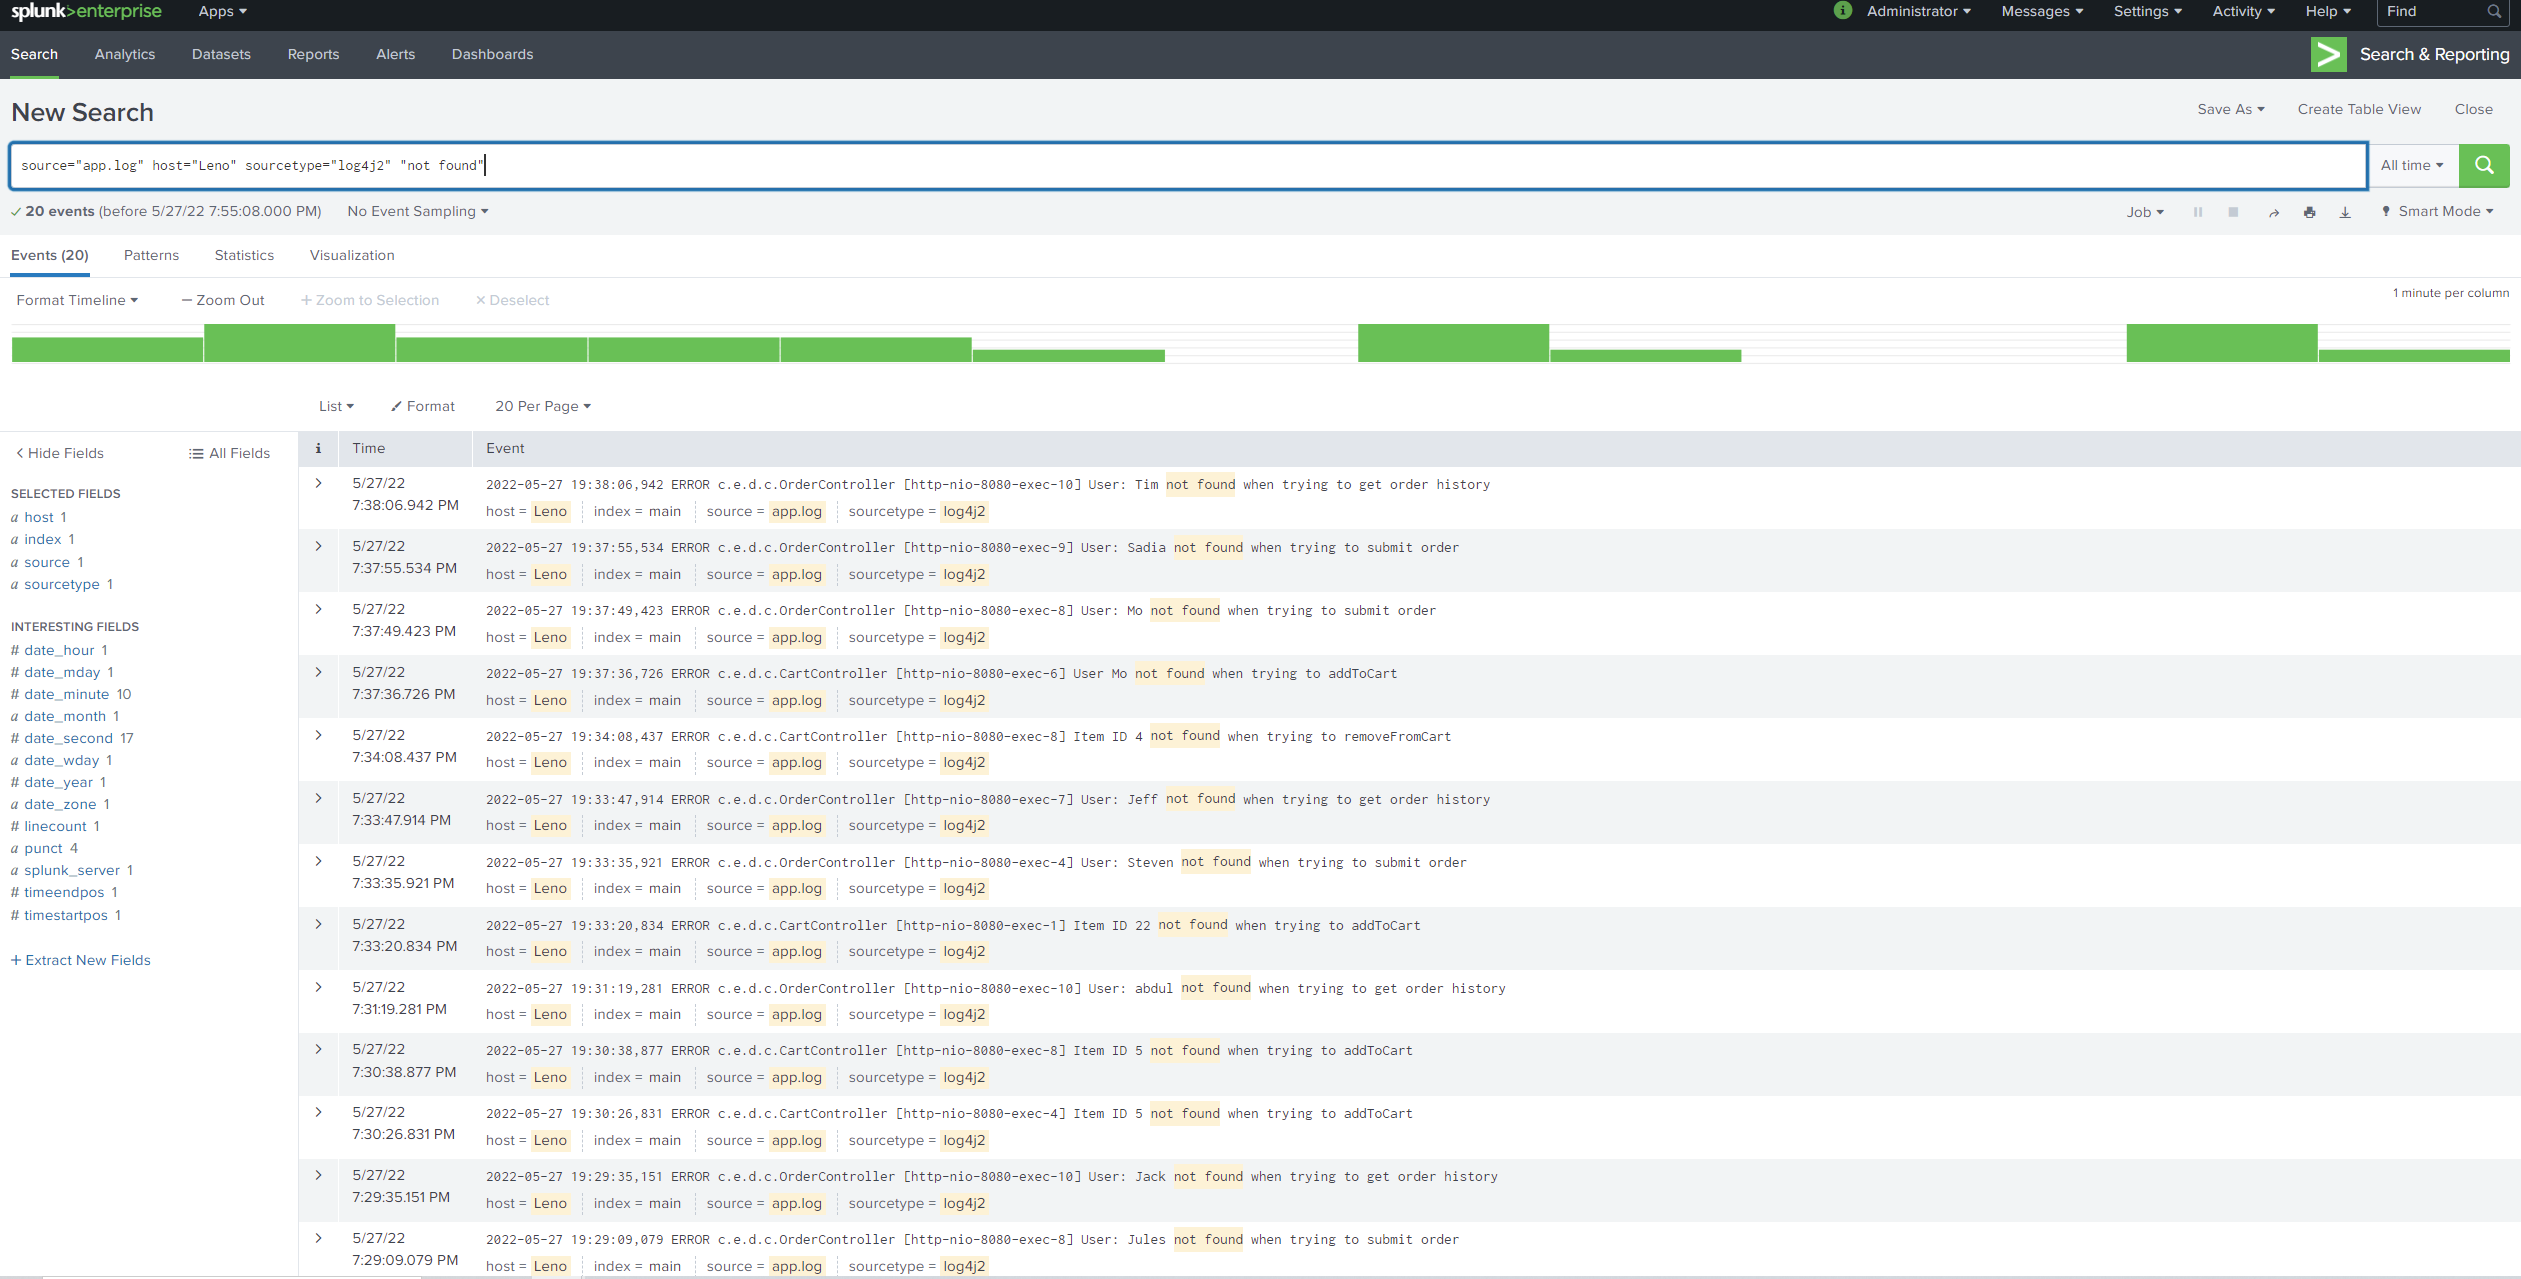 splunk>enterprise Apps Administrator Messages Settings Activity Help Find
Search Analytics Datasets Reports Alerts Dashboards Search & Reporting
New Search Save As Create Table View Close
source="app.log" host="Leno" sourcetype="log4j2" "not found" All time
20 events (before 5/27/22 7:55:08.000 PM) No Event Sampling Job Smart Mode
Events (20) Patterns Statistics Visualization
Format Timeline Zoom Out + Zoom to Selection × Deselect 1 minute per column
List Format 20 Per Page
< Hide Fields All Fields
SELECTED FIELDS
a host 1
a index 1
a source 1
a sourcetype 1
INTERESTING FIELDS
# date_hour 1
# date_mday 1
# date_minute 10
a date_month 1
# date_second 17
a date_wday 1
# date_year 1
a date_zone 1
# linecount 1
a punct 4
a splunk_server 1
# timeendpos 1
# timestartpos 1
+ Extract New Fields
i Time Event
5/27/22 2022-05-27 19:38:06,942 ERROR c.e.d.c.OrderController [http-nio-8080-exec-10] User: Tim not found when trying to get order history
7:38:06.942 PM host = Leno index = main source = app.log sourcetype = log4j2
5/27/22 2022-05-27 19:37:55,534 ERROR c.e.d.c.OrderController [http-nio-8080-exec-9] User: Sadia not found when trying to submit order
7:37:55.534 PM host = Leno index = main source = app.log sourcetype = log4j2
5/27/22 2022-05-27 19:37:49,423 ERROR c.e.d.c.OrderController [http-nio-8080-exec-8] User: Mo not found when trying to submit order
7:37:49.423 PM host = Leno index = main source = app.log sourcetype = log4j2
5/27/22 2022-05-27 19:37:36,726 ERROR c.e.d.c.CartController [http-nio-8080-exec-6] User Mo not found when trying to addToCart
7:37:36.726 PM host = Leno index = main source = app.log sourcetype = log4j2
5/27/22 2022-05-27 19:34:08,437 ERROR c.e.d.c.CartController [http-nio-8080-exec-8] Item ID 4 not found when trying to removeFromCart
7:34:08.437 PM host = Leno index = main source = app.log sourcetype = log4j2
5/27/22 2022-05-27 19:33:47,914 ERROR c.e.d.c.OrderController [http-nio-8080-exec-7] User: Jeff not found when trying to get order history
7:33:47.914 PM host = Leno index = main source = app.log sourcetype = log4j2
5/27/22 2022-05-27 19:33:35,921 ERROR c.e.d.c.OrderController [http-nio-8080-exec-4] User: Steven not found when trying to submit order
7:33:35.921 PM host = Leno index = main source = app.log sourcetype = log4j2
5/27/22 2022-05-27 19:33:20,834 ERROR c.e.d.c.CartController [http-nio-8080-exec-1] Item ID 22 not found when trying to addToCart
7:33:20.834 PM host = Leno index = main source = app.log sourcetype = log4j2
5/27/22 2022-05-27 19:31:19,281 ERROR c.e.d.c.OrderController [http-nio-8080-exec-10] User: abdul not found when trying to get order history
7:31:19.281 PM host = Leno index = main source = app.log sourcetype = log4j2
5/27/22 2022-05-27 19:30:38,877 ERROR c.e.d.c.CartController [http-nio-8080-exec-8] Item ID 5 not found when trying to addToCart
7:30:38.877 PM host = Leno index = main source = app.log sourcetype = log4j2
5/27/22 2022-05-27 19:30:26,831 ERROR c.e.d.c.CartController [http-nio-8080-exec-4] Item ID 5 not found when trying to addToCart
7:30:26.831 PM host = Leno index = main source = app.log sourcetype = log4j2
5/27/22 2022-05-27 19:29:35,151 ERROR c.e.d.c.OrderController [http-nio-8080-exec-10] User: Jack not found when trying to get order history
7:29:35.151 PM host = Leno index = main source = app.log sourcetype = log4j2
5/27/22 2022-05-27 19:29:09,079 ERROR c.e.d.c.OrderController [http-nio-8080-exec-8] User: Jules not found when trying to submit order
7:29:09.079 PM host = Leno index = main source = app.log sourcetype = log4j2